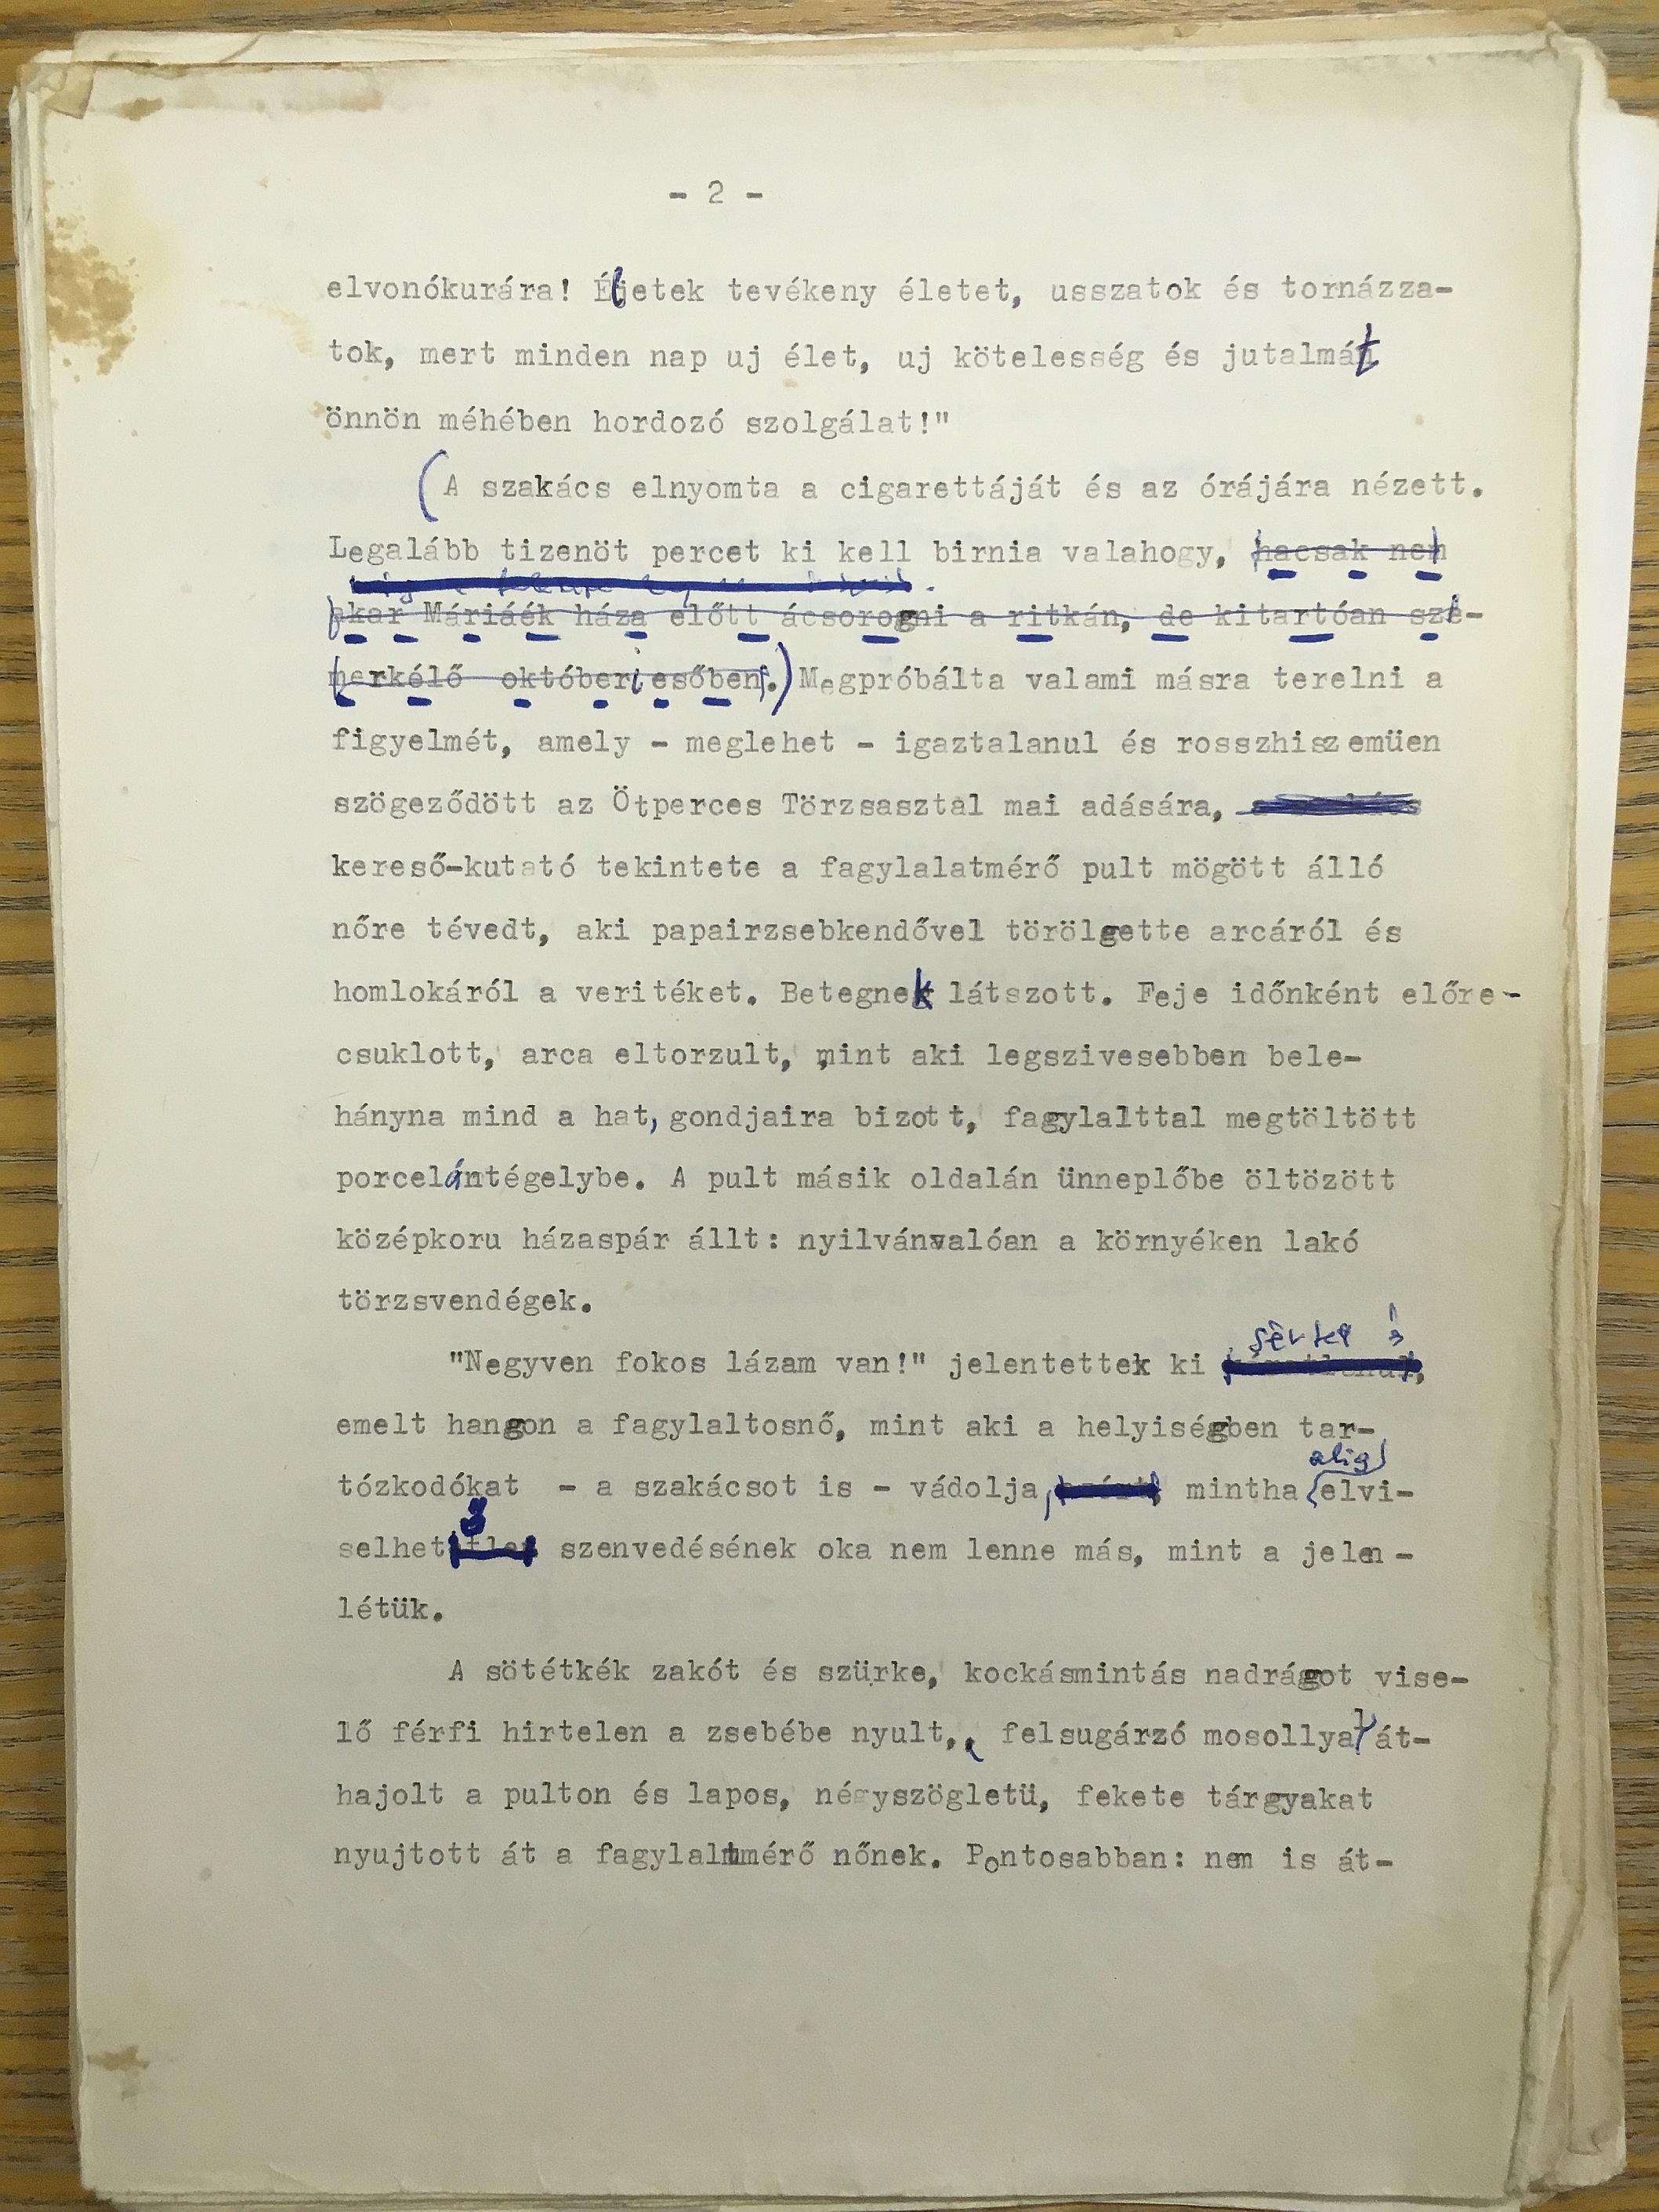 - 2 -
elvonókurára! Éljetek tevékeny életet, usszatok és tornázza-
tok, mert minden nap uj élet, uj kötelesség és jutalmát
önnön méhében hordozó szolgálat!"
(A szakács elnyomta a cigarettáját és az órájára nézett.
Legalább tizenöt percet ki kell birnia valahogy, hacsak nem
akar Máriáék háza előtt ácsorogni a ritkán, de kitartóan sze-
merkélő októberi esőben.) Megpróbálta valami másra terelni a
figyelmét, amely - meglehet - igaztalanul és rosszhiszemüen
szögeződött az Ötperces Törzsasztal mai adására,
kereső-kutató tekintete a fagylalatmérő pult mögött álló
nőre tévedt, aki papairzsebkendővel törölgette arcáról és
homlokáról a veritéket. Betegnek látszott. Feje időnként előre-
csuklott, arca eltorzult, mint aki legszivesebben bele-
hányna mind a hat, gondjaira bizott, fagylalttal megtöltött
porcelántégelybe. A pult másik oldalán ünneplőbe öltözött
középkoru házaspár állt: nyilvánvalóan a környéken lakó
törzsvendégek.
"Negyven fokos lázam van!" jelentettek ki
emelt hangon a fagylaltosnő, mint aki a helyiségben tar-
alig
tózkodókat - a szakácsot is - vádolja, mintha elvi-
selhető szenvedésének oka nem lenne más, mint a jelen-
létük.
A sötétkék zakót és szürke, kockásmintás nadrágot vise-
lő férfi hirtelen a zsebébe nyult, felsugárzó mosollyal át-
hajolt a pulton és lapos, négyszögletü, fekete tárgyakat
nyujtott át a fagylaltmérő nőnek. Pontosabban: nem is át-